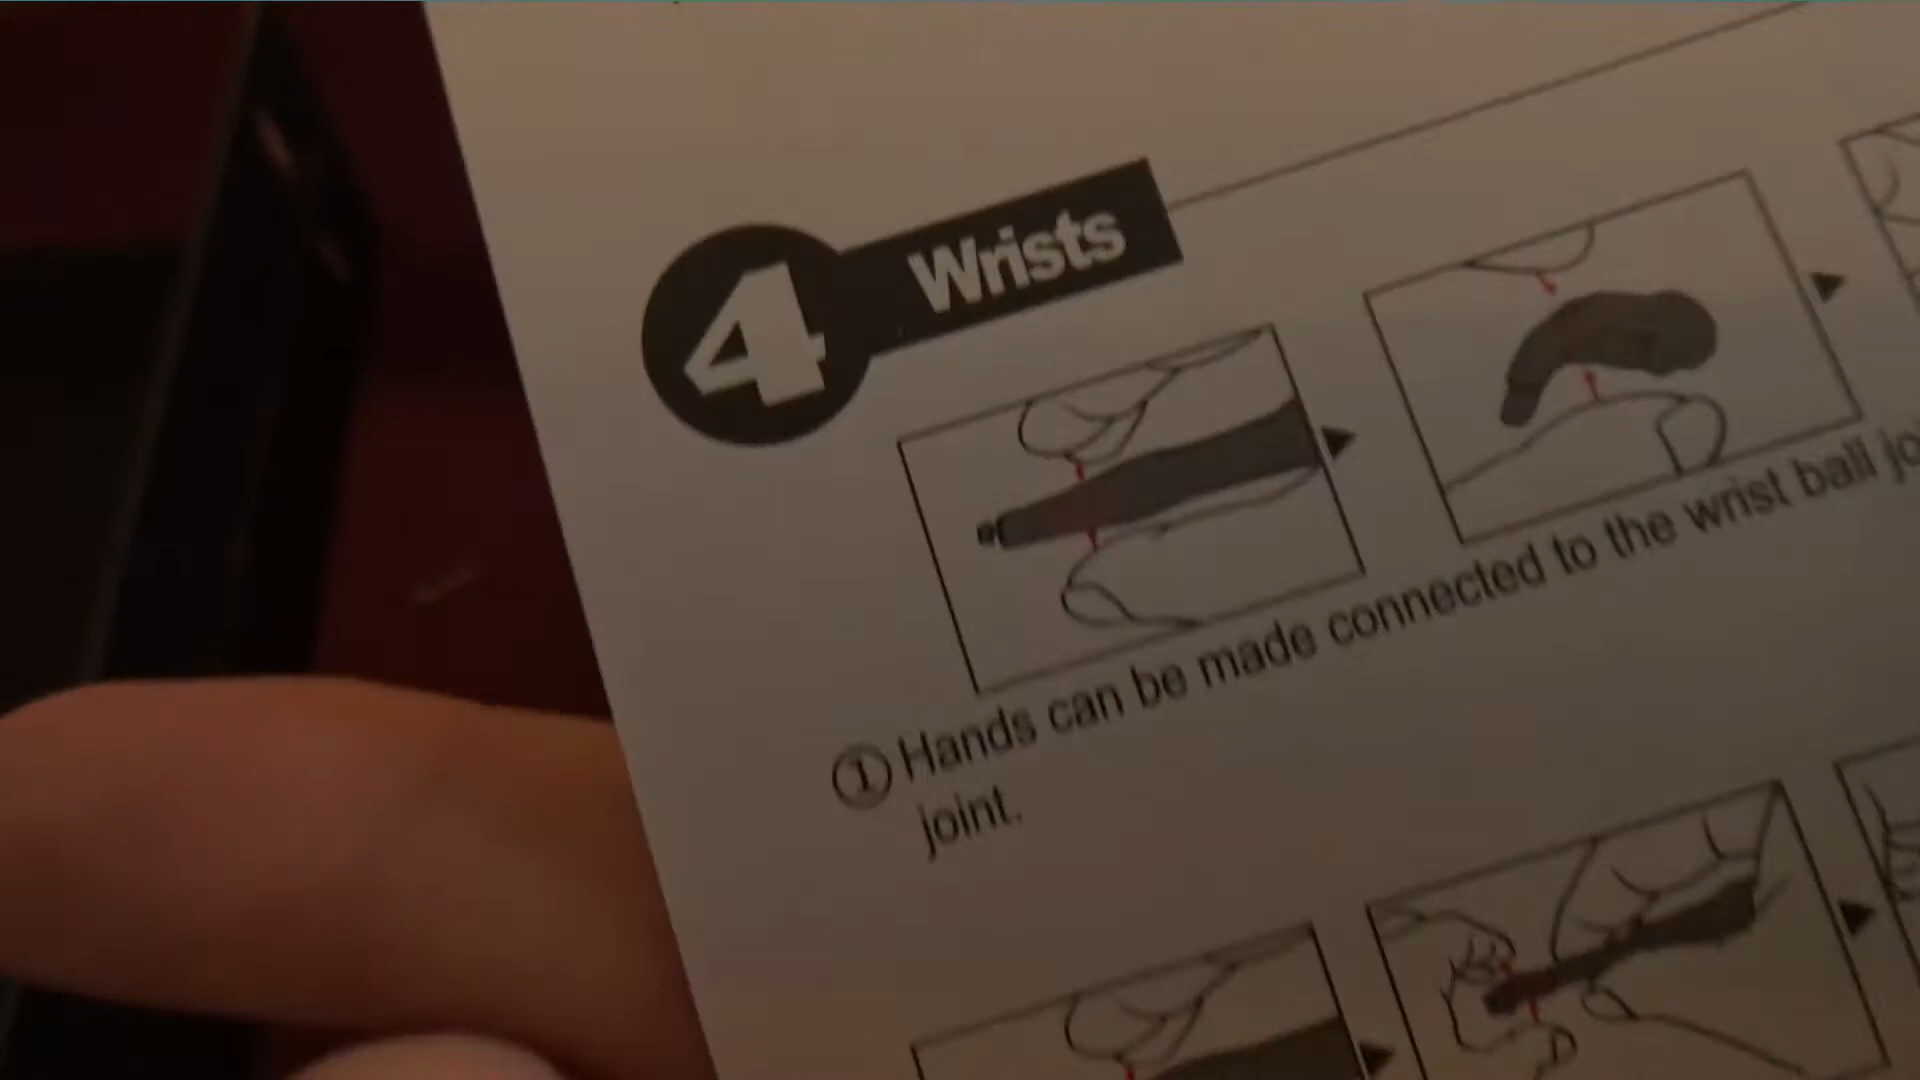 4 Wrists
① Hands can be made connected to the wrist ball
joint.